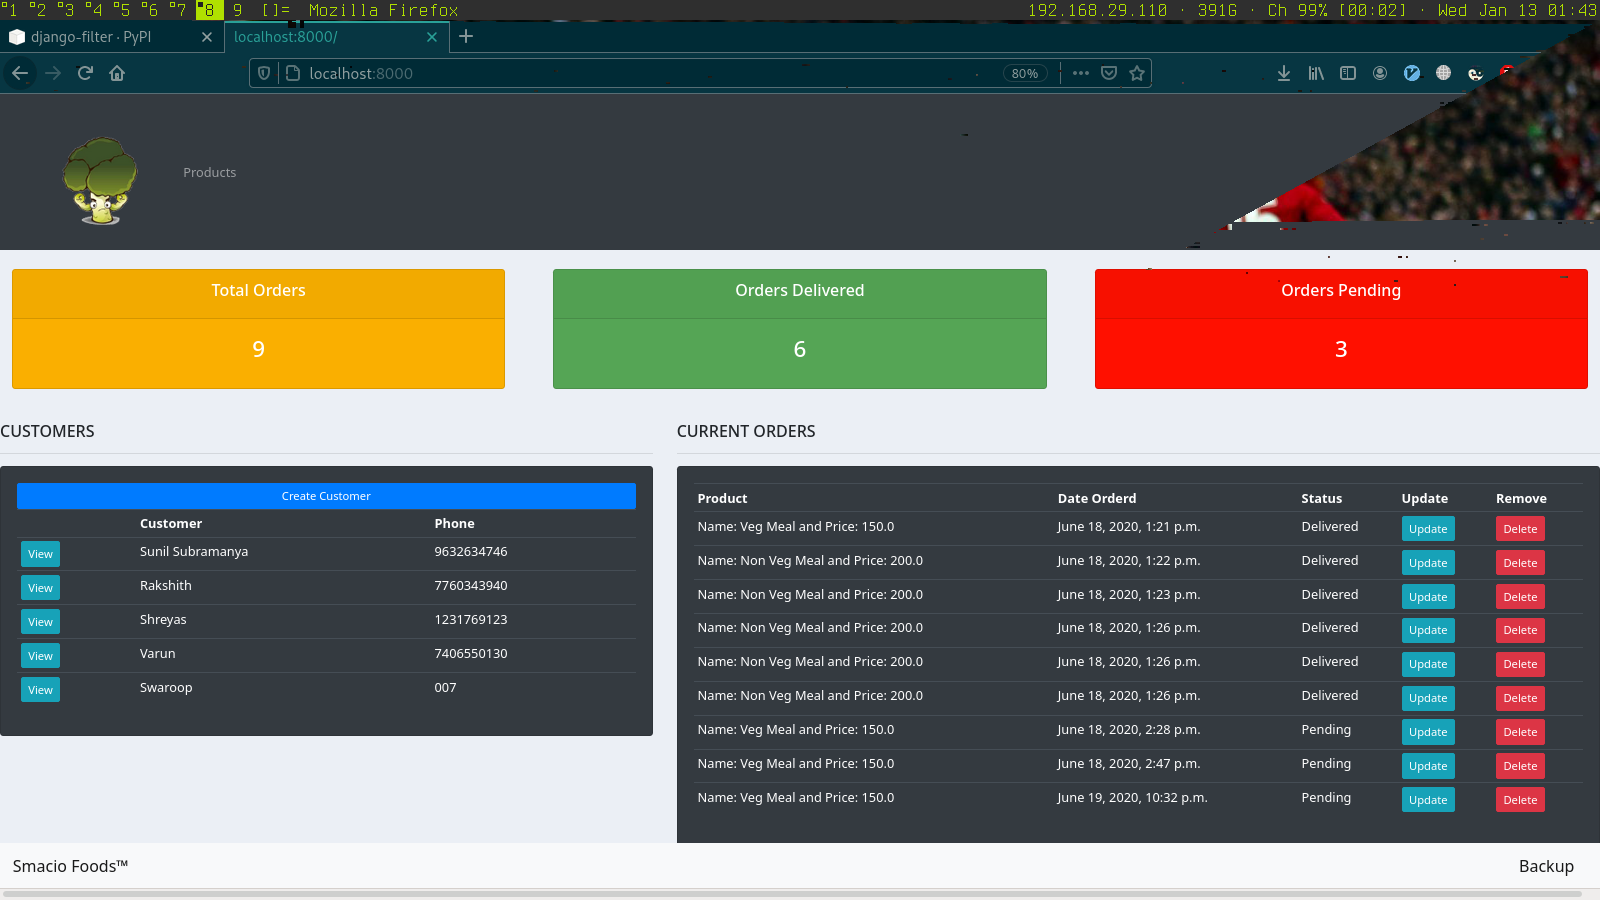 1 2 3 4 5 6 7 8 9 []= Mozilla Firefox 192.168.29.110 · 391G · Ch 99% [00:02] · Wed Jan 13 01:43
django-filter · PyPI localhost:8000/
localhost:8000 80%
Products
Total Orders
9
Orders Delivered
6
Orders Pending
3
CUSTOMERS
Create Customer
Customer Phone
View Sunil Subramanya 9632634746
View Rakshith 7760343940
View Shreyas 1231769123
View Varun 7406550130
View Swaroop 007
CURRENT ORDERS
Product Date Orderd Status Update Remove
Name: Veg Meal and Price: 150.0 June 18, 2020, 1:21 p.m. Delivered Update Delete
Name: Non Veg Meal and Price: 200.0 June 18, 2020, 1:22 p.m. Delivered Update Delete
Name: Non Veg Meal and Price: 200.0 June 18, 2020, 1:23 p.m. Delivered Update Delete
Name: Non Veg Meal and Price: 200.0 June 18, 2020, 1:26 p.m. Delivered Update Delete
Name: Non Veg Meal and Price: 200.0 June 18, 2020, 1:26 p.m. Delivered Update Delete
Name: Non Veg Meal and Price: 200.0 June 18, 2020, 1:26 p.m. Delivered Update Delete
Name: Veg Meal and Price: 150.0 June 18, 2020, 2:28 p.m. Pending Update Delete
Name: Veg Meal and Price: 150.0 June 18, 2020, 2:47 p.m. Pending Update Delete
Name: Veg Meal and Price: 150.0 June 19, 2020, 10:32 p.m. Pending Update Delete
Smacio Foods™ Backup